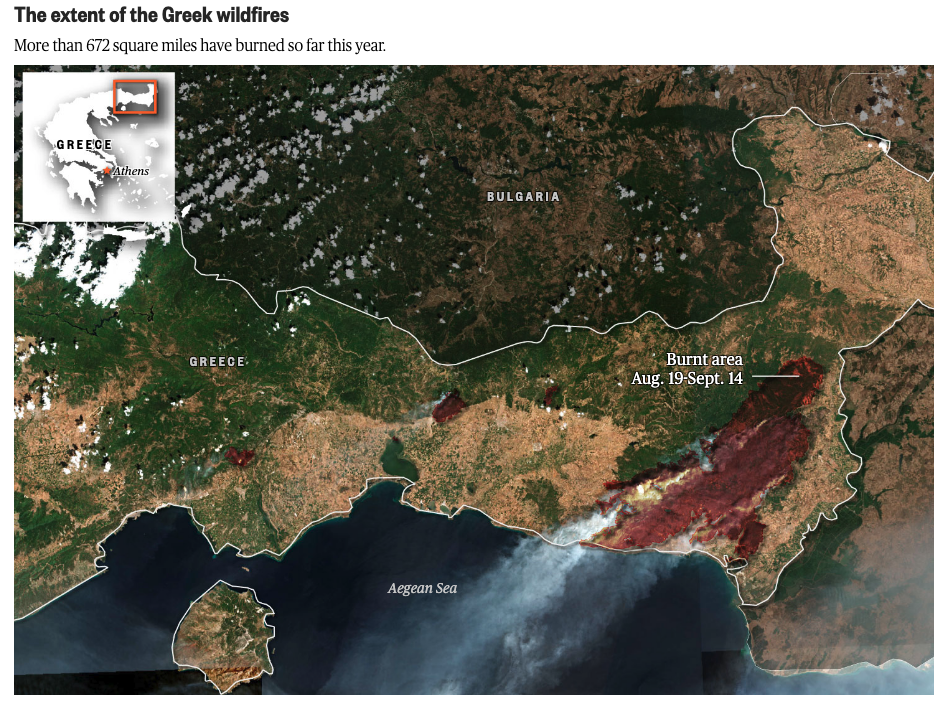 The extent of the Greek wildfires
More than 672 square miles have burned so far this year.
GREECE
Athens
BULGARIA
GREECE
Burnt area
Aug. 19-Sept. 14
Aegean Sea